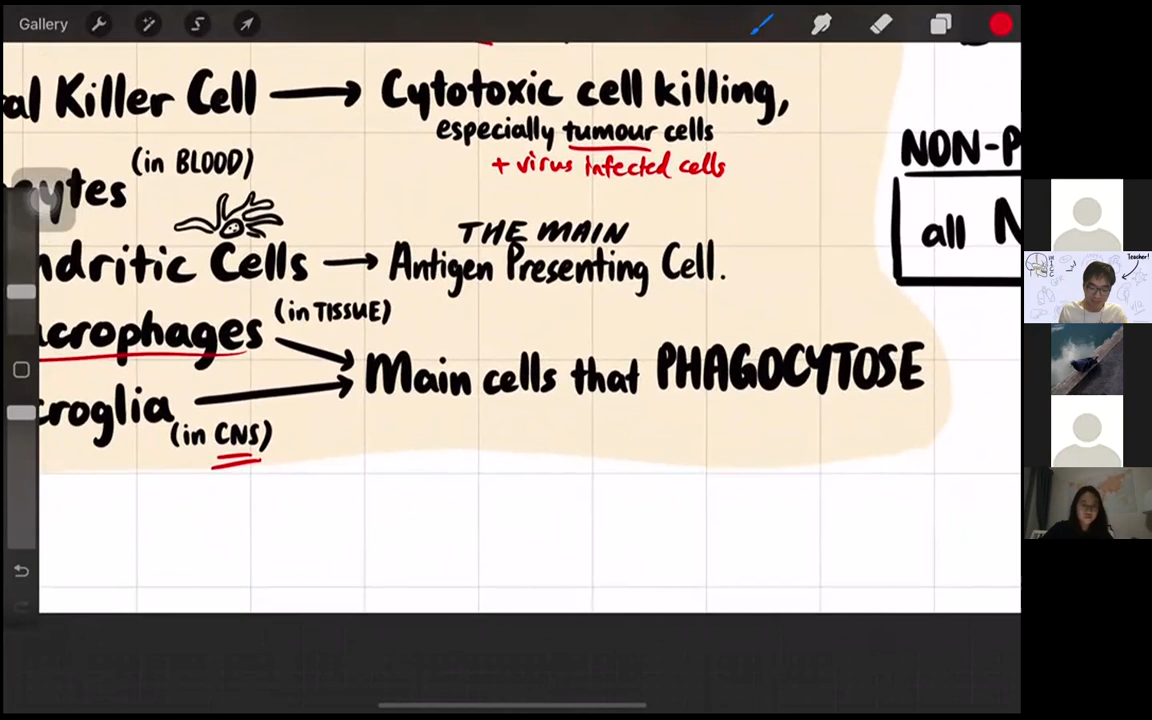 Gallery
al Killer Cell → Cytotoxic cell killing,
especially tumour cells
+ virus infected cells
(in BLOOD)
cytes
THE MAIN
ndritic Cells → Antigen Presenting Cell.
(in TISSUE)
acrophages
Main cells that PHAGOCYTOSE
croglia
(in CNS)
NON-P
all N
Teacher!